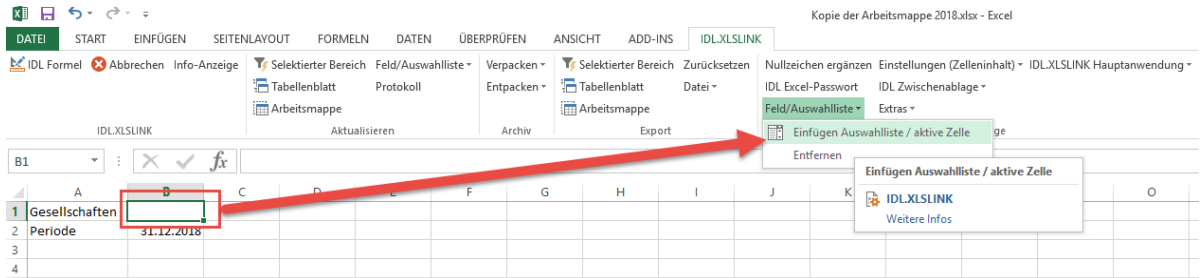 Kopie der Arbeitsmappe 2018.xlsx - Excel
DATEI START EINFÜGEN SEITENLAYOUT FORMELN DATEN ÜBERPRÜFEN ANSICHT ADD-INS IDL.XLSLINK
IDL Formel Abbrechen Info-Anzeige Selektierter Bereich Feld/Auswahlliste Verpacken Selektierter Bereich Zurücksetzen Nullzeichen ergänzen Einstellungen (Zelleninhalt) IDL.XLSLINK Hauptanwendung
Tabellenblatt Protokoll Entpacken Tabellenblatt Datei IDL Excel-Passwort IDL Zwischenablage
Arbeitsmappe Arbeitsmappe Feld/Auswahlliste Extras
IDL.XLSLINK Aktualisieren Archiv Export Einfügen Auswahlliste / aktive Zelle ge
Entfernen
B1 fx
Einfügen Auswahlliste / aktive Zelle
A B C D E F G H I J K O
IDL.XLSLINK
1 Gesellschaften
Weitere Infos
2 Periode 31.12.2018
3
4